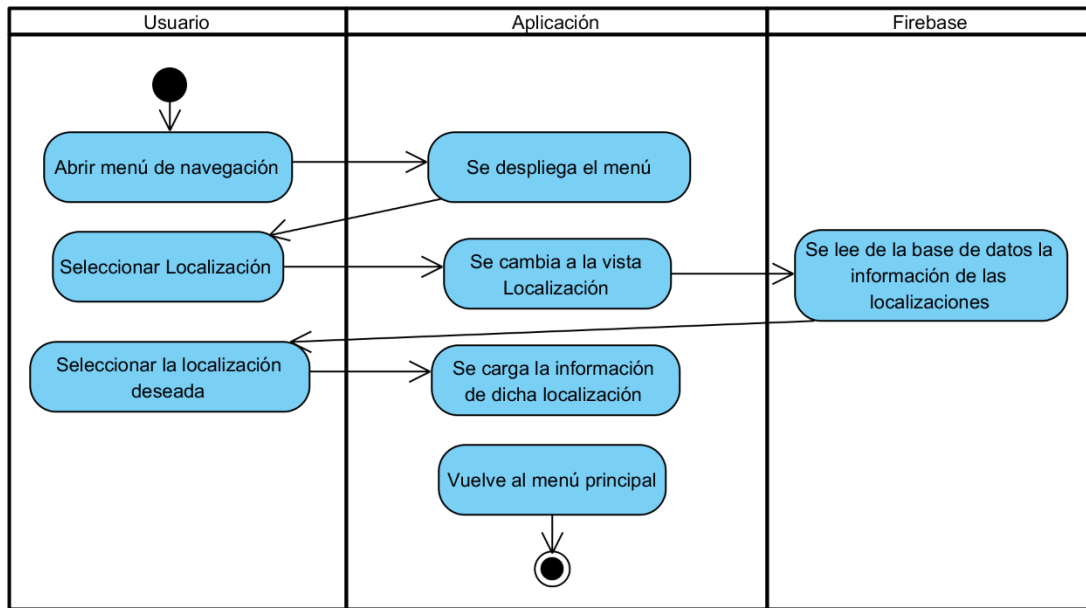 Usuario
Aplicación
Firebase
Abrir menú de navegación
Se despliega el menú
Seleccionar Localización
Se cambia a la vista
Localización
Se lee de la base de datos la
información de las
localizaciones
Seleccionar la localización
deseada
Se carga la información
de dicha localización
Vuelve al menú principal